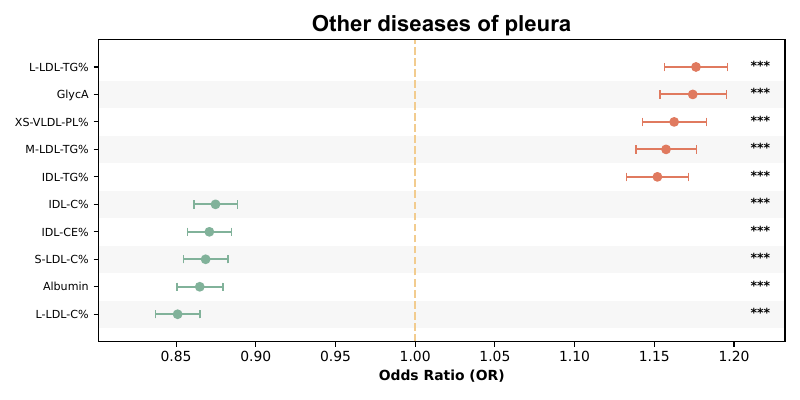 Other diseases of pleura
L-LDL-TG% ***
GlycA ***
XS-VLDL-PL% ***
M-LDL-TG% ***
IDL-TG% ***
IDL-C% ***
IDL-CE% ***
S-LDL-C% ***
Albumin ***
L-LDL-C% ***
0.85 0.90 0.95 1.00 1.05 1.10 1.15 1.20
Odds Ratio (OR)